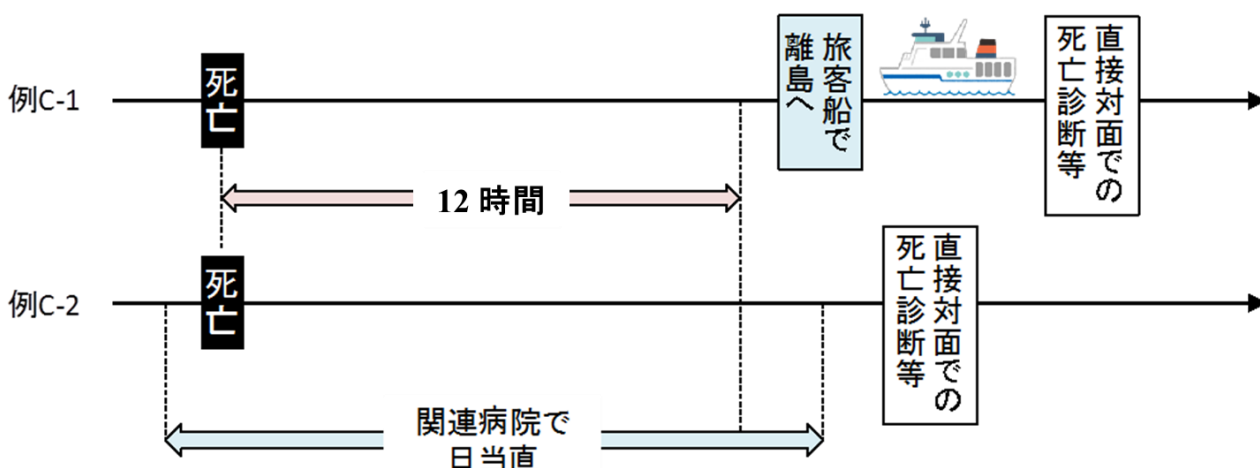 例C-1
死亡
旅客船で
離島へ
直接対面での
死亡診断等
12時間
例C-2
死亡
直接対面での
死亡診断等
関連病院で
日当直